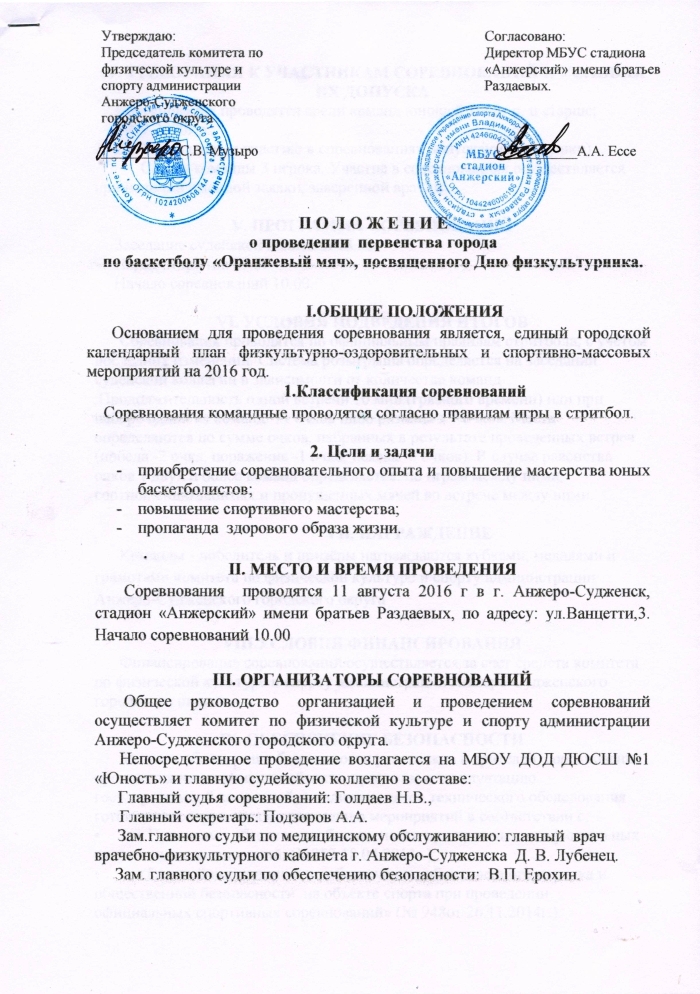 Утверждаю:
Председатель комитета по
физической культуре и
спорту администрации
Анжеро-Судженского
городского округа
С.В. Музыро
Согласовано:
Директор МБУС стадиона
«Анжерский» имени братьев
Раздаевых.
А.А. Ессе
ОГРН 1024200508144
МБУС
стадион
«Анжерский»
П О Л О Ж Е Н И Е
о проведении первенства города
по баскетболу «Оранжевый мяч», посвященного Дню физкультурника.
I.ОБЩИЕ ПОЛОЖЕНИЯ
Основанием для проведения соревнования является, единый городской
календарный план физкультурно-оздоровительных и спортивно-массовых
мероприятий на 2016 год.
1.Классификация соревнований
Соревнования командные проводятся согласно правилам игры в стритбол.
2. Цели и задачи
- приобретение соревновательного опыта и повышение мастерства юных
баскетболистов;
- повышение спортивного мастерства;
- пропаганда здорового образа жизни.
II. МЕСТО И ВРЕМЯ ПРОВЕДЕНИЯ
Соревнования проводятся 11 августа 2016 г в г. Анжеро-Судженск,
стадион «Анжерский» имени братьев Раздаевых, по адресу: ул.Ванцетти,3.
Начало соревнований 10.00
III. ОРГАНИЗАТОРЫ СОРЕВНОВАНИЙ
Общее руководство организацией и проведением соревнований
осуществляет комитет по физической культуре и спорту администрации
Анжеро-Судженского городского округа.
Непосредственное проведение возлагается на МБОУ ДОД ДЮСШ №1
«Юность» и главную судейскую коллегию в составе:
Главный судья соревнований: Голдаев Н.В.,
Главный секретарь: Подзоров А.А.
Зам.главного судьи по медицинскому обслуживанию: главный врач
врачебно-физкультурного кабинета г. Анжеро-Судженска Д. В. Лубенец.
Зам. главного судьи по обеспечению безопасности: В.П. Ерохин.